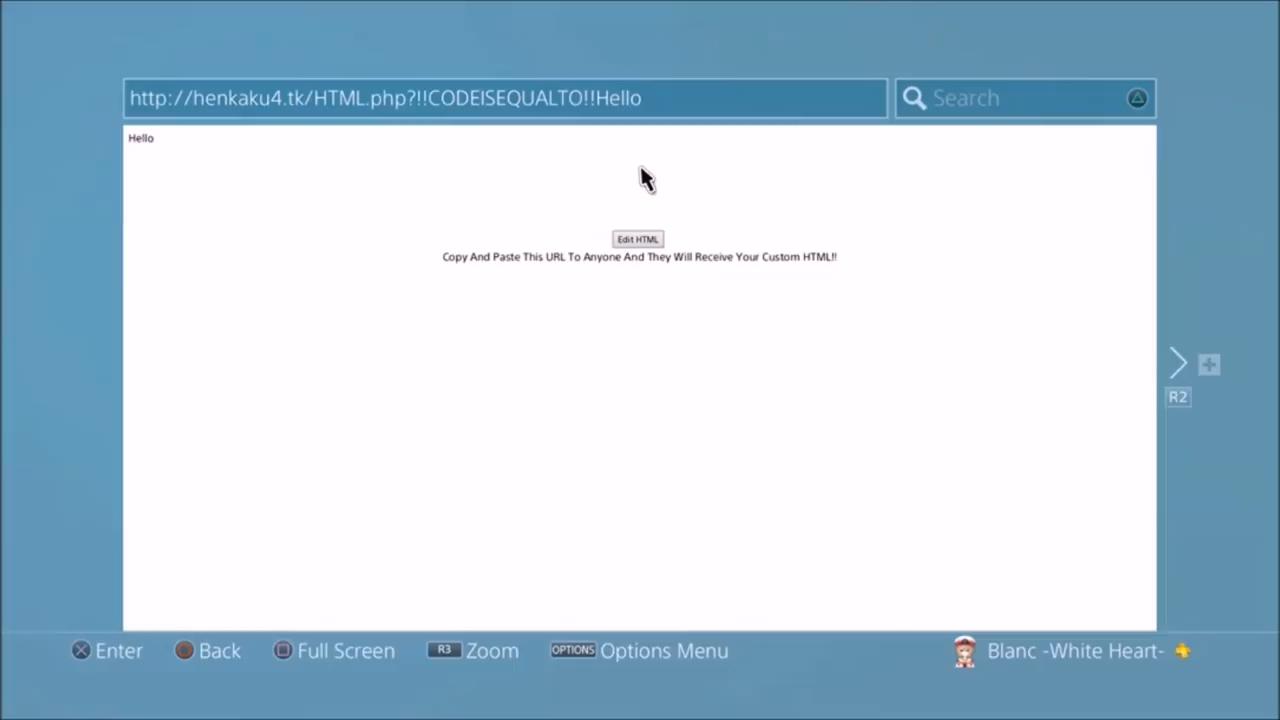 http://henkaku4.tk/HTML.php?!!CODEISEQUALTO!!Hello
Search
Hello
Edit HTML
Copy And Paste This URL To Anyone And They Will Receive Your Custom HTML!!
R2
Enter Back Full Screen R3 Zoom OPTIONS Options Menu Blanc -White Heart-